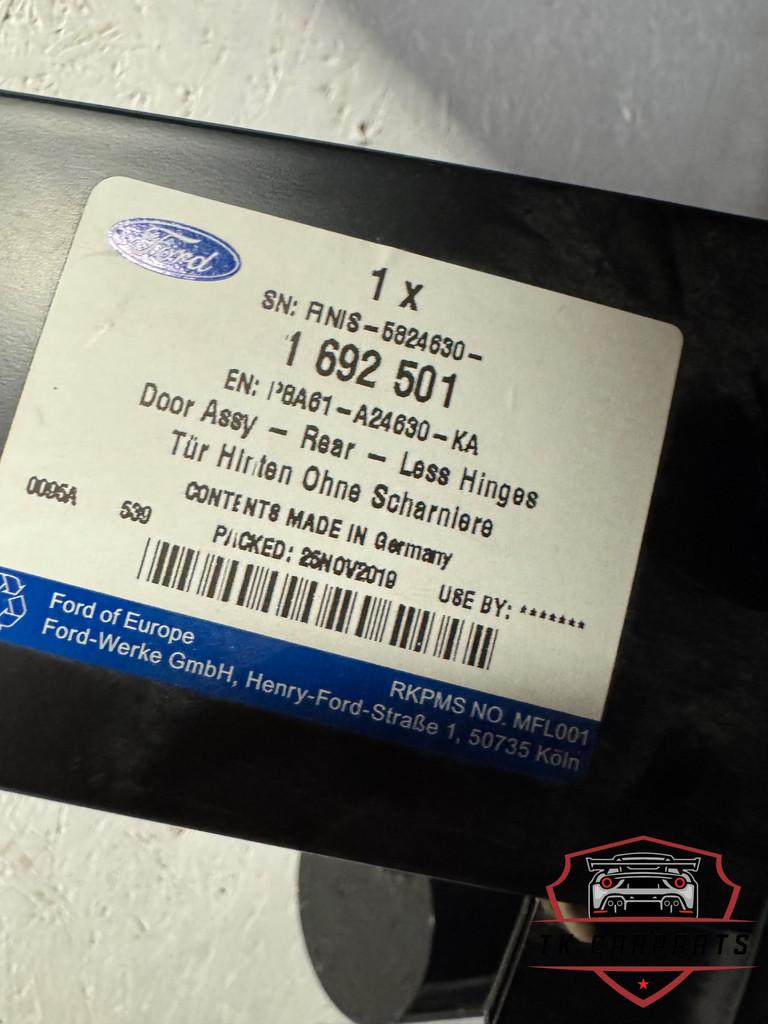 Ford
1 X
SN: FINIS-5824630-
1 692 501
EN: P8A61-A24630-KA
Door Assy - Rear - Less Hinges
Tür Hinten Ohne Scharniere
0095A 539
CONTENTS MADE IN Germany
PACKED: 26NOV2019 USE BY: *******
Ford of Europe
Ford-Werke GmbH, Henry-Ford-Straße 1, 50735 Köln
RKPMS NO. MFL001
TK CARPARTS